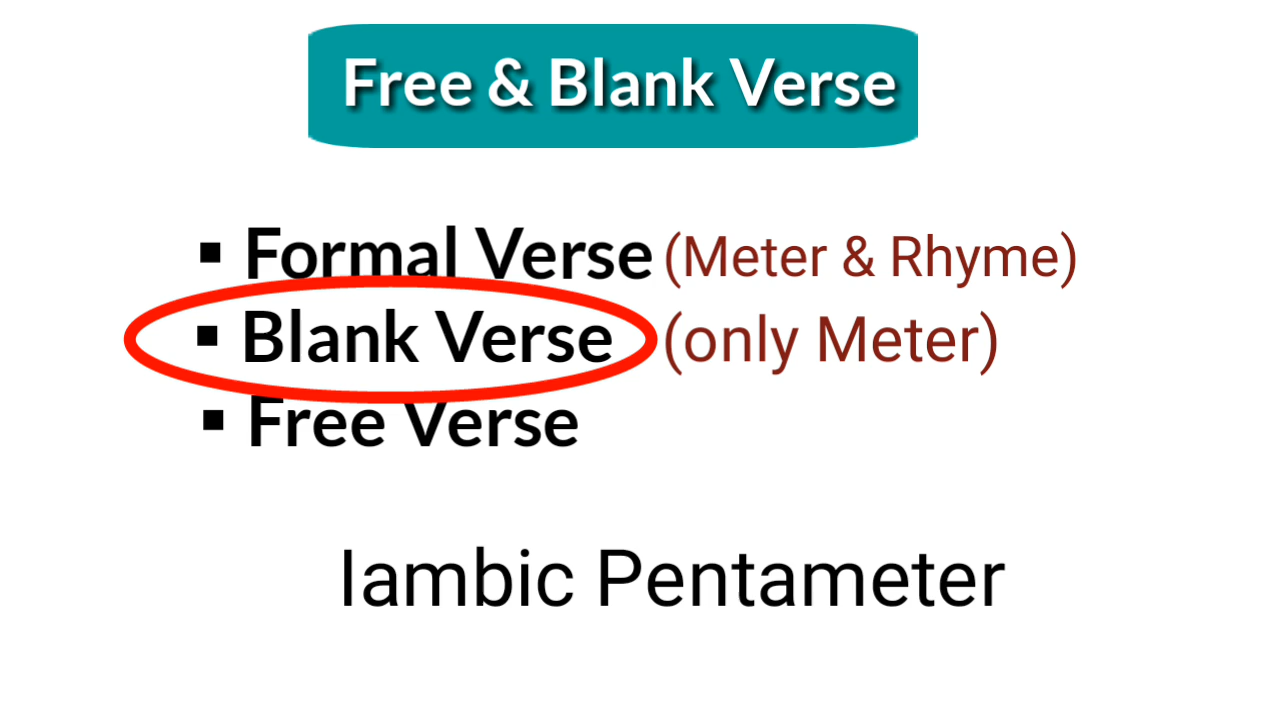 Free & Blank Verse
▪ Formal Verse (Meter & Rhyme)
▪ Blank Verse (only Meter)
▪ Free Verse
Iambic Pentameter